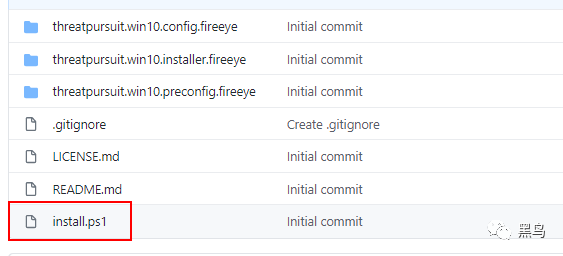 threatpursuit.win10.config.fireeye Initial commit
threatpursuit.win10.installer.fireeye Initial commit
threatpursuit.win10.preconfig.fireeye Initial commit
.gitignore Create .gitignore
LICENSE.md Initial commit
README.md Initial commit
install.ps1 Initial commit
黑鸟